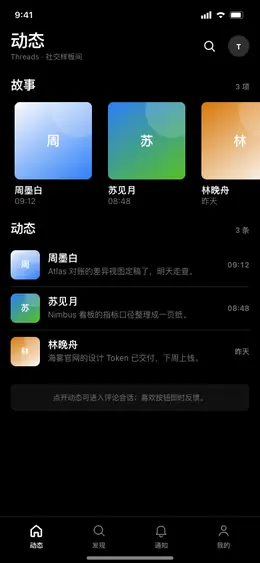 9:41
动态
Threads · 社交样板间
T
故事
3 项
周
苏
林
周墨白
苏见月
林晚舟
09:12
08:48
昨天
动态
3 条
周
周墨白
Atlas 对账的差异视图定稿了，明天走查。
09:12
苏
苏见月
Nimbus 看板的指标口径整理成一页纸。
08:48
林
林晚舟
海雾官网的设计 Token 已交付，下周上线。
昨天
点开动态可进入评论会话；喜欢按钮即时反馈。
动态
发现
通知
我的